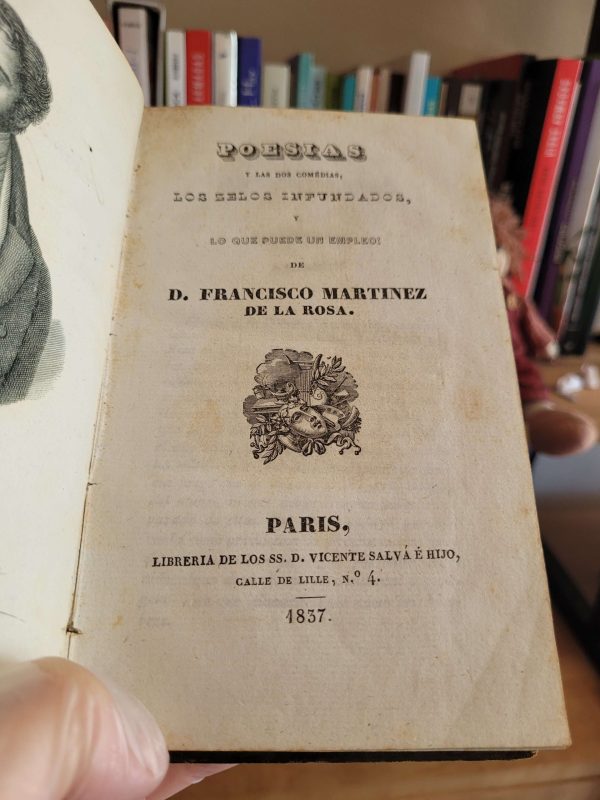 POESIAS
Y LAS DOS COMÉDIAS,
LOS ZELOS INFUNDADOS,
Y
LO QUE PUEDE UN EMPLEO;
DE
D. FRANCISCO MARTINEZ
DE LA ROSA.
PARIS,
LIBRERIA DE LOS SS. D. VICENTE SALVÁ É HIJO,
CALLE DE LILLE, N.º 4.
1837.